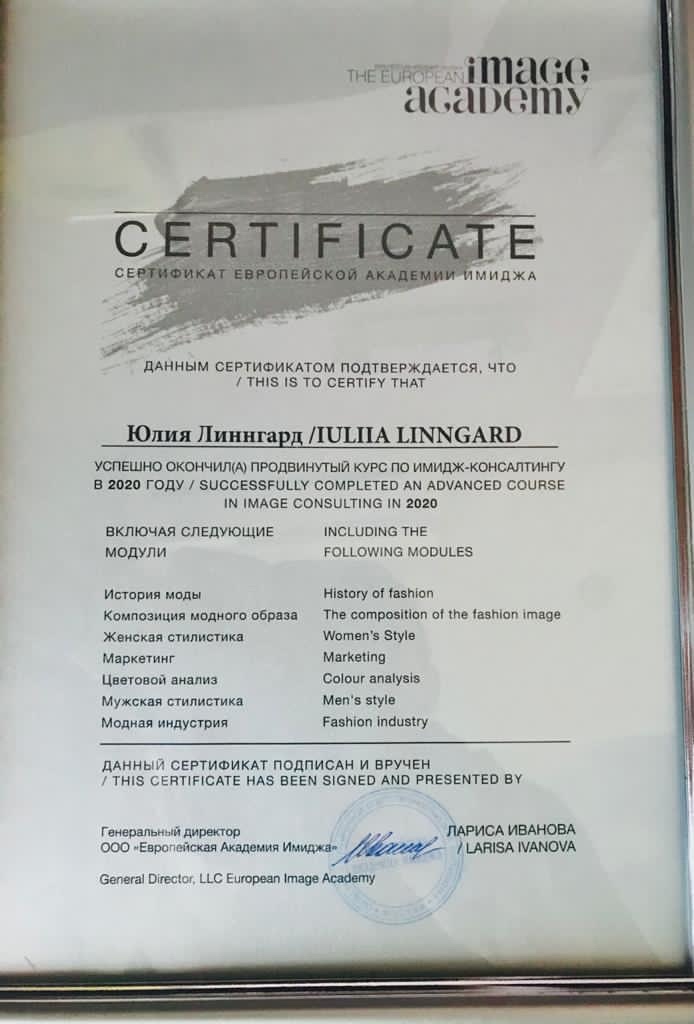 THE EUROPEAN image
academy
CERTIFICATE
СЕРТИФИКАТ ЕВРОПЕЙСКОЙ АКАДЕМИИ ИМИДЖА
ДАННЫМ СЕРТИФИКАТОМ ПОДТВЕРЖДАЕТСЯ, ЧТО
/ THIS IS TO CERTIFY THAT
Юлия Линнгард /IULIIA LINNGARD
УСПЕШНО ОКОНЧИЛ(А) ПРОДВИНУТЫЙ КУРС ПО ИМИДЖ-КОНСАЛТИНГУ
В 2020 ГОДУ / SUCCESSFULLY COMPLETED AN ADVANCED COURSE
IN IMAGE CONSULTING IN 2020
ВКЛЮЧАЯ СЛЕДУЮЩИЕ INCLUDING THE
МОДУЛИ FOLLOWING MODULES
История моды History of fashion
Композиция модного образа The composition of the fashion image
Женская стилистика Women's Style
Маркетинг Marketing
Цветовой анализ Colour analysis
Мужская стилистика Men's style
Модная индустрия Fashion industry
ДАННЫЙ СЕРТИФИКАТ ПОДПИСАН И ВРУЧЕН
/ THIS CERTIFICATE HAS BEEN SIGNED AND PRESENTED BY
Генеральный директор ЛАРИСА ИВАНОВА
ООО «Европейская Академия Имиджа» / LARISA IVANOVA
General Director, LLC European Image Academy